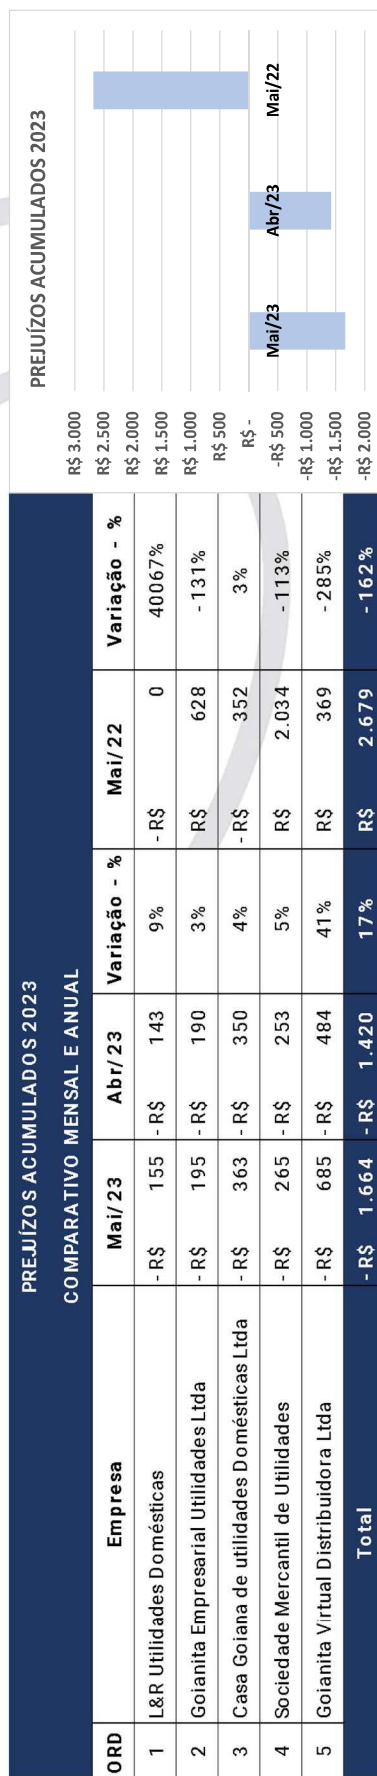 PREJUÍZOS ACUMULADOS 2023
COMPARATIVO MENSAL E ANUAL
ORD Empresa Mai/23 Abr/23 Variação - % Mai/22 Variação - %
1 L&R Utilidades Domésticas -R$ 155 -R$ 143 9% -R$ 0 40067%
2 Goianita Empresarial Utilidades Ltda -R$ 195 -R$ 190 3% R$ 628 -131%
3 Casa Goiana de utilidades Domésticas Ltda -R$ 363 -R$ 350 4% -R$ 352 3%
4 Sociedade Mercantil de Utilidades -R$ 265 -R$ 253 5% R$ 2.034 -113%
5 Goianita Virtual Distribuidora Ltda -R$ 685 -R$ 484 41% R$ 369 -285%
Total -R$ 1.664 -R$ 1.420 17% R$ 2.679 -162%
PREJUÍZOS ACUMULADOS 2023
R$ 3.000
R$ 2.500
R$ 2.000
R$ 1.500
R$ 1.000
R$ 500
R$ -
-R$ 500
-R$ 1.000
-R$ 1.500
-R$ 2.000
Mai/23 Abr/23 Mai/22